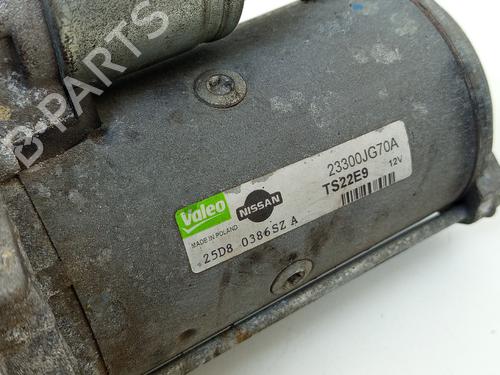 B-PARTS
Valeo
NISSAN
23300JG70A
TS22E9 12V
MADE IN POLAND
25D8 0386SZ A